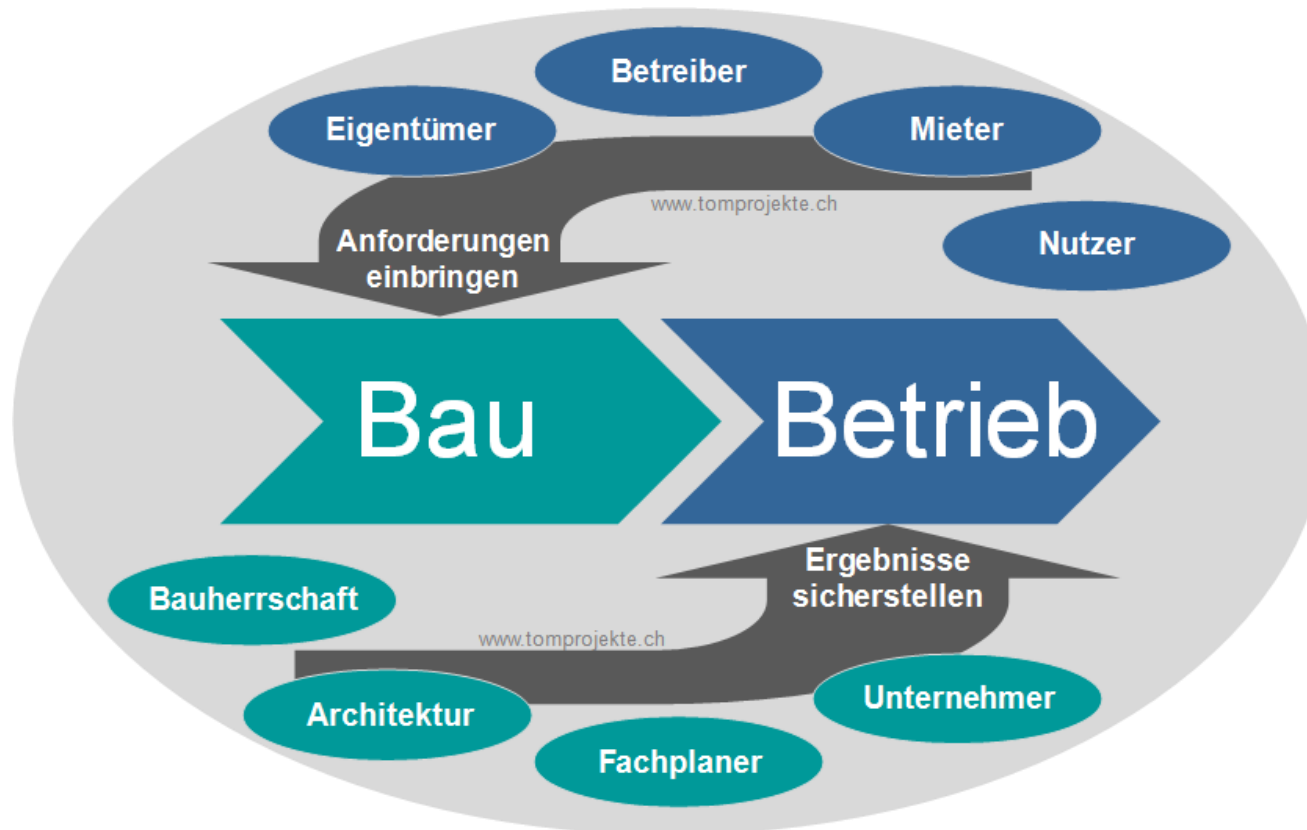 Betreiber
Eigentümer
Mieter
www.tomprojekte.ch
Nutzer
Anforderungen
einbringen
Bau
Betrieb
Ergebnisse
sicherstellen
Bauherrschaft
www.tomprojekte.ch
Architektur
Unternehmer
Fachplaner